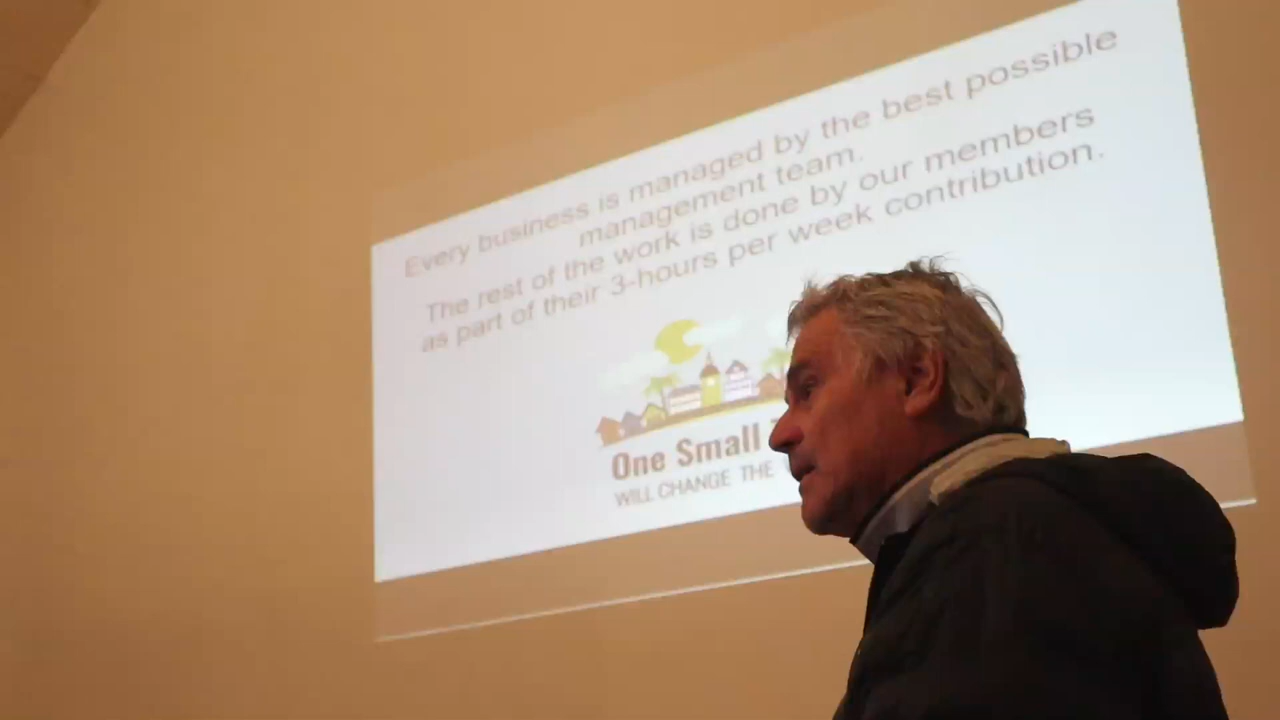 Every business is managed by the best possible
management team.
The rest of the work is done by our members
as part of their 3-hours per week contribution.
One Small
WILL CHANGE THE